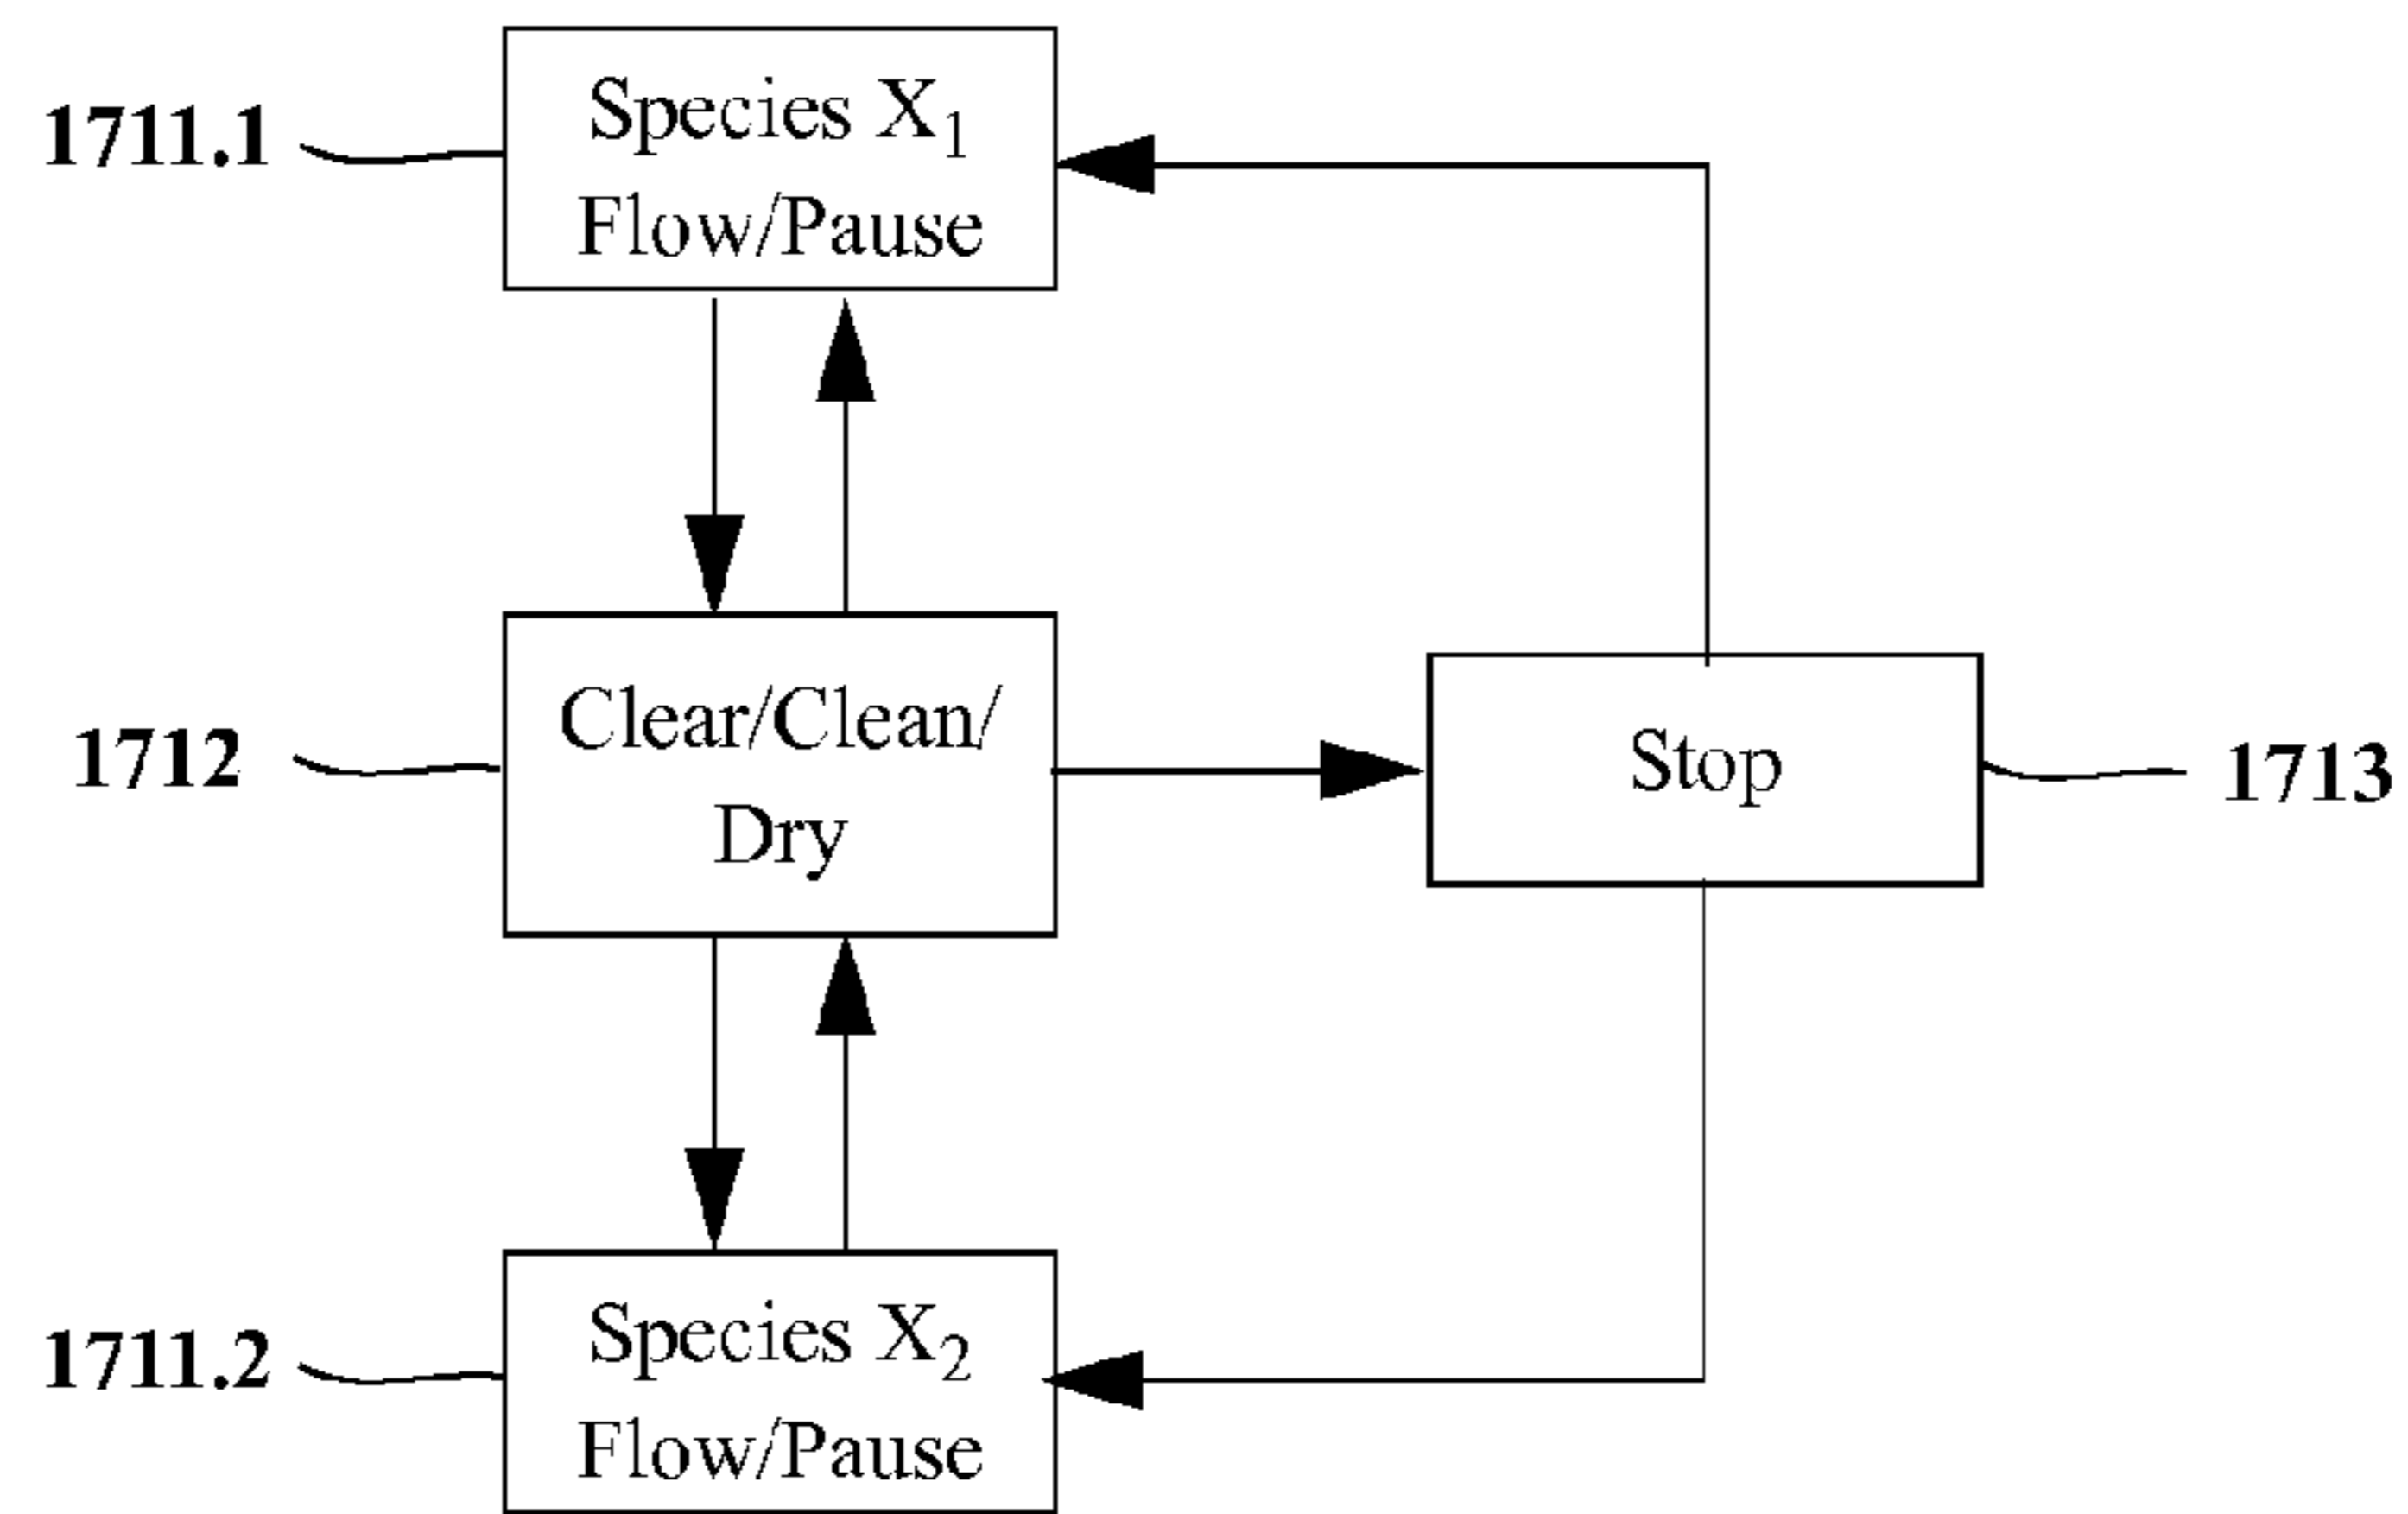 1711.1
Species X₁
Flow/Pause
1712
Clear/Clean/
Dry
Stop
1713
1711.2
Species X₂
Flow/Pause